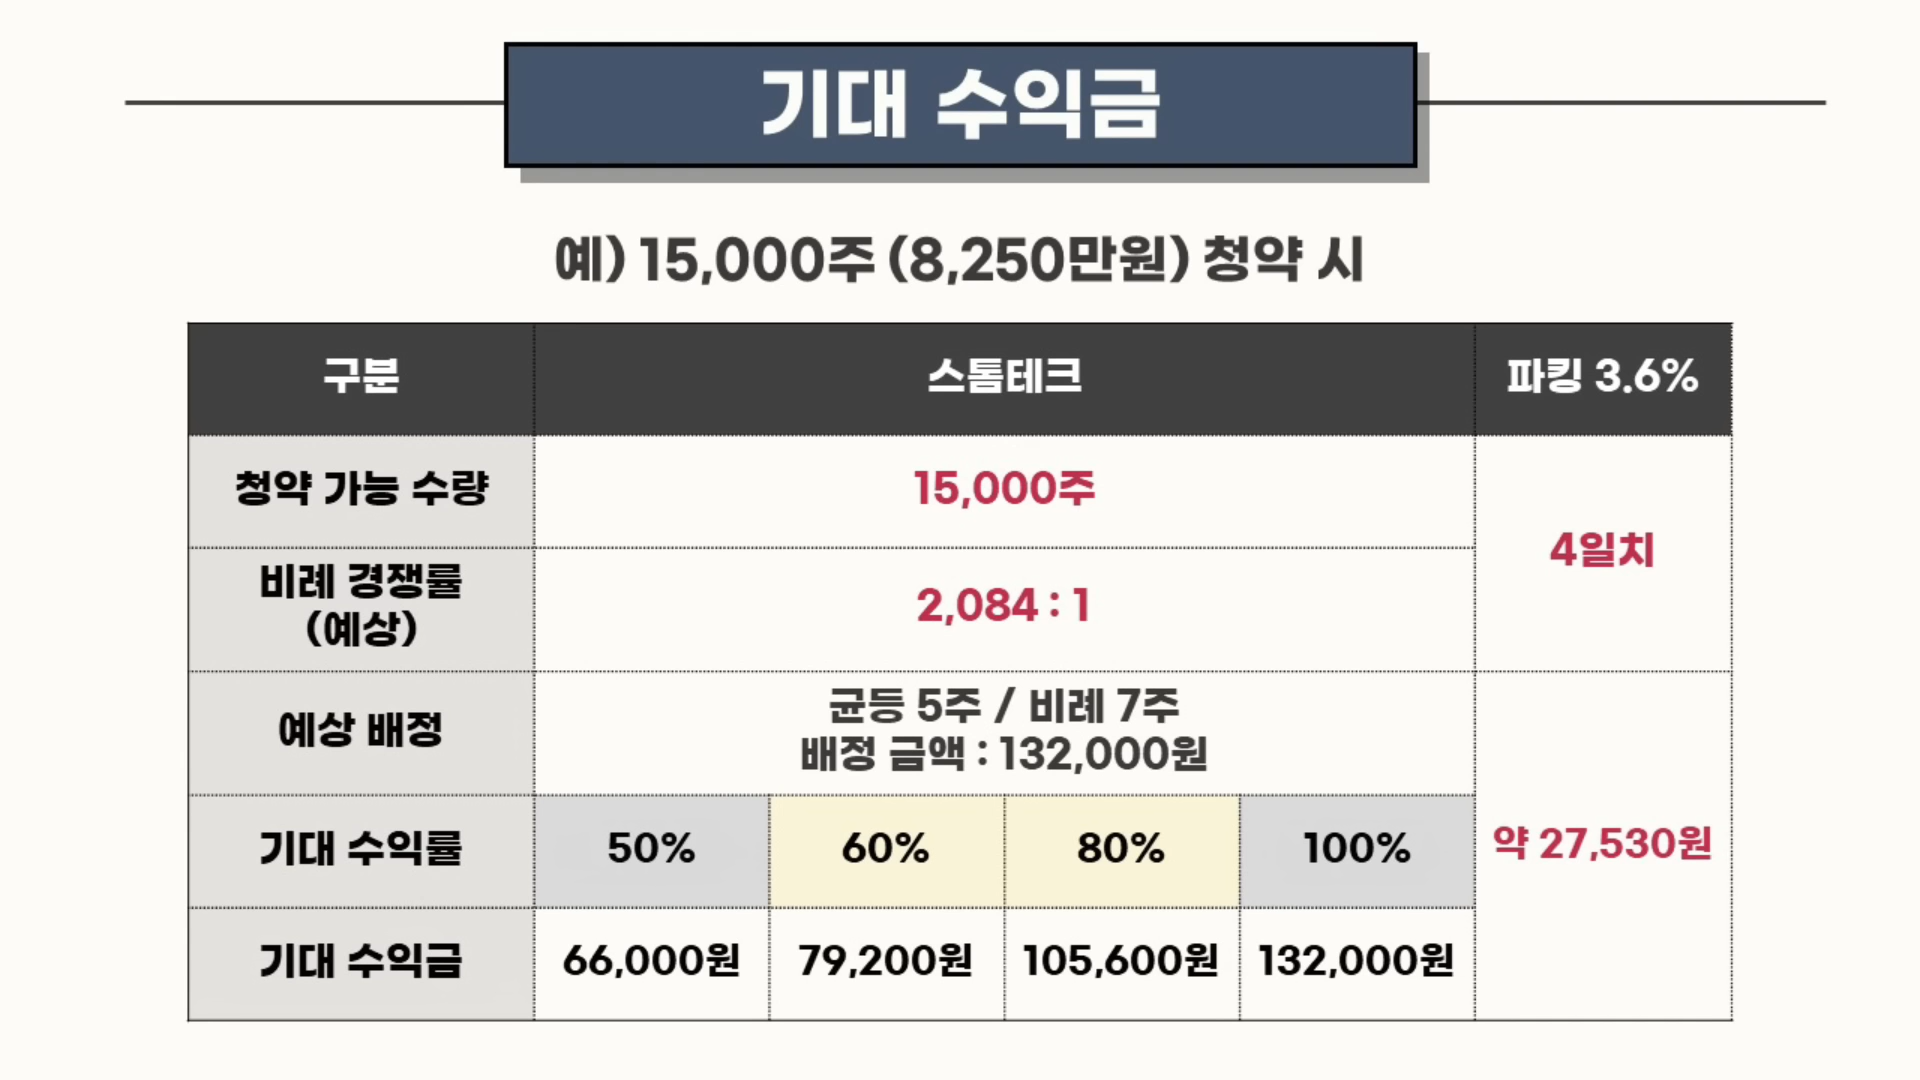 기대 수익금
예) 15,000주 (8,250만원) 청약 시
구분 스톰테크 파킹 3.6%
청약 가능 수량 15,000주
4일치
비례 경쟁률
(예상)
2,084 : 1
예상 배정
균등 5주 / 비례 7주
배정 금액 : 132,000원
기대 수익률 50% 60% 80% 100%
약 27,530원
기대 수익금 66,000원 79,200원 105,600원 132,000원